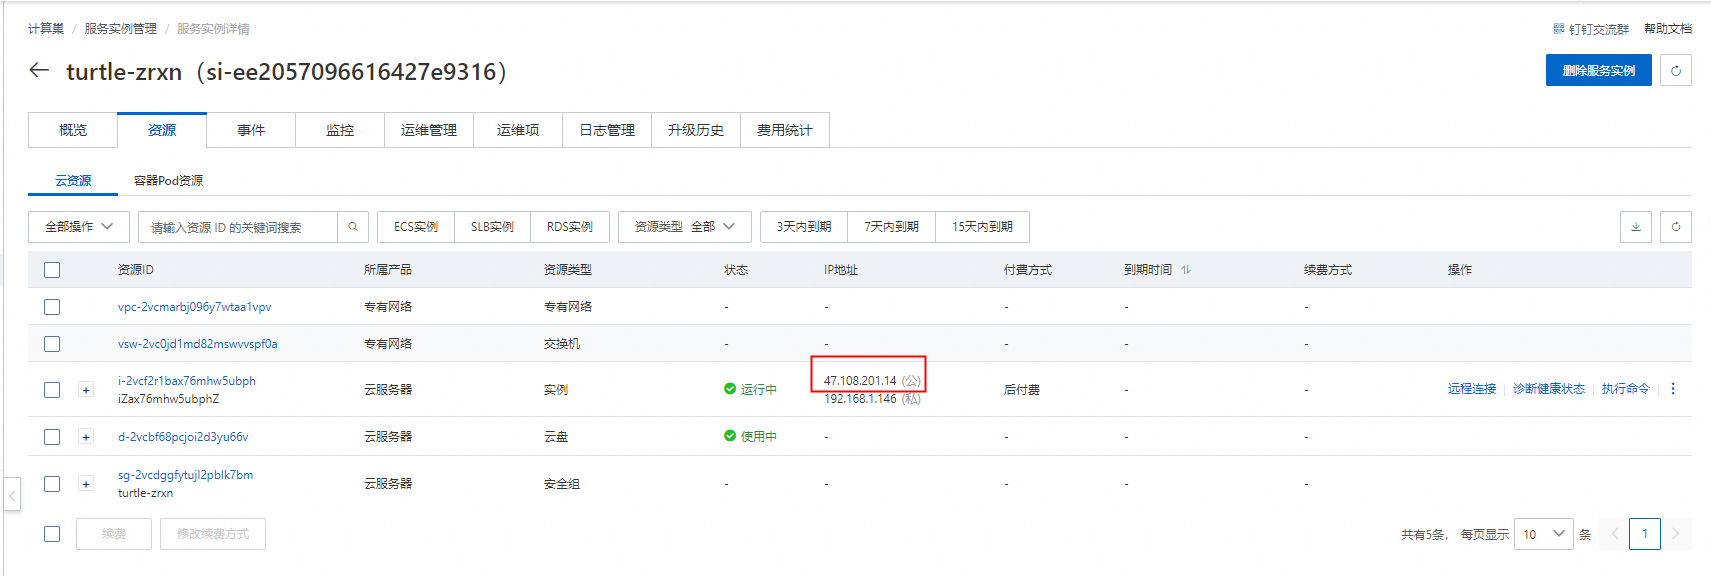 计算巢 / 服务实例管理 / 服务实例详情
钉钉交流群 帮助文档
turtle-zrxn（si-ee2057096616427e9316）
删除服务实例
概览 资源 事件 监控 运维管理 运维项 日志管理 升级历史 费用统计
云资源 容器Pod资源
全部操作 请输入资源 ID 的关键词搜索 ECS实例 SLB实例 RDS实例 资源类型 全部 3天内到期 7天内到期 15天内到期
资源ID 所属产品 资源类型 状态 IP地址 付费方式 到期时间 续费方式 操作
vpc-2vcmarbj096y7wtaa1vpv 专有网络 专有网络 - - - - -
vsw-2vc0jd1md82mswvvspf0a 专有网络 交换机 - - - - -
i-2vcf2r1bax76mhw5ubph 云服务器 实例 运行中 47.108.201.14 (公) 后付费 - - 远程连接 诊断健康状态 执行命令
iZax76mhw5ubphZ 192.168.1.146 (私)
d-2vcbf68pcjoi2d3yu66v 云服务器 云盘 使用中 - - - -
sg-2vcdggfytujl2pblk7bm 云服务器 安全组 - - - - -
turtle-zrxn
续费 修改续费方式 共有5条， 每页显示 10 条 1